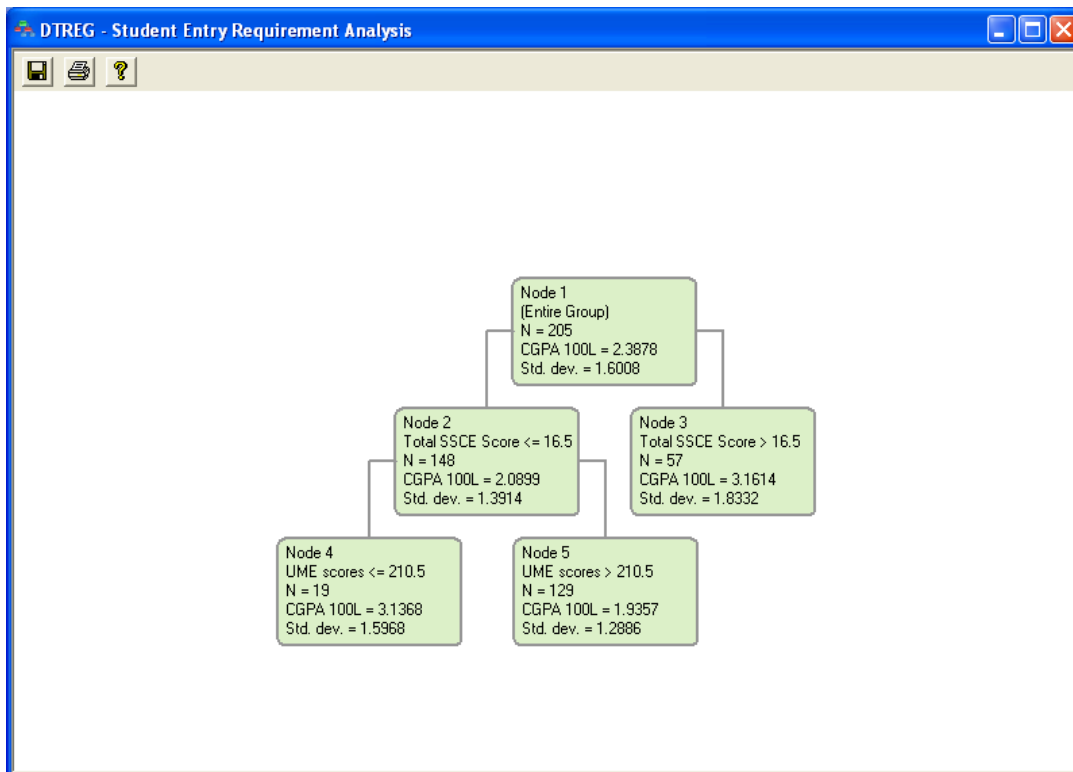 DTREG - Student Entry Requirement Analysis
Node 1
(Entire Group)
N = 205
CGPA 100L = 2.3878
Std. dev. = 1.6008
Node 2
Total SSCE Score <= 16.5
N = 148
CGPA 100L = 2.0899
Std. dev. = 1.3914
Node 3
Total SSCE Score > 16.5
N = 57
CGPA 100L = 3.1614
Std. dev. = 1.8332
Node 4
UME scores <= 210.5
N = 19
CGPA 100L = 3.1368
Std. dev. = 1.5968
Node 5
UME scores > 210.5
N = 129
CGPA 100L = 1.9357
Std. dev. = 1.2886